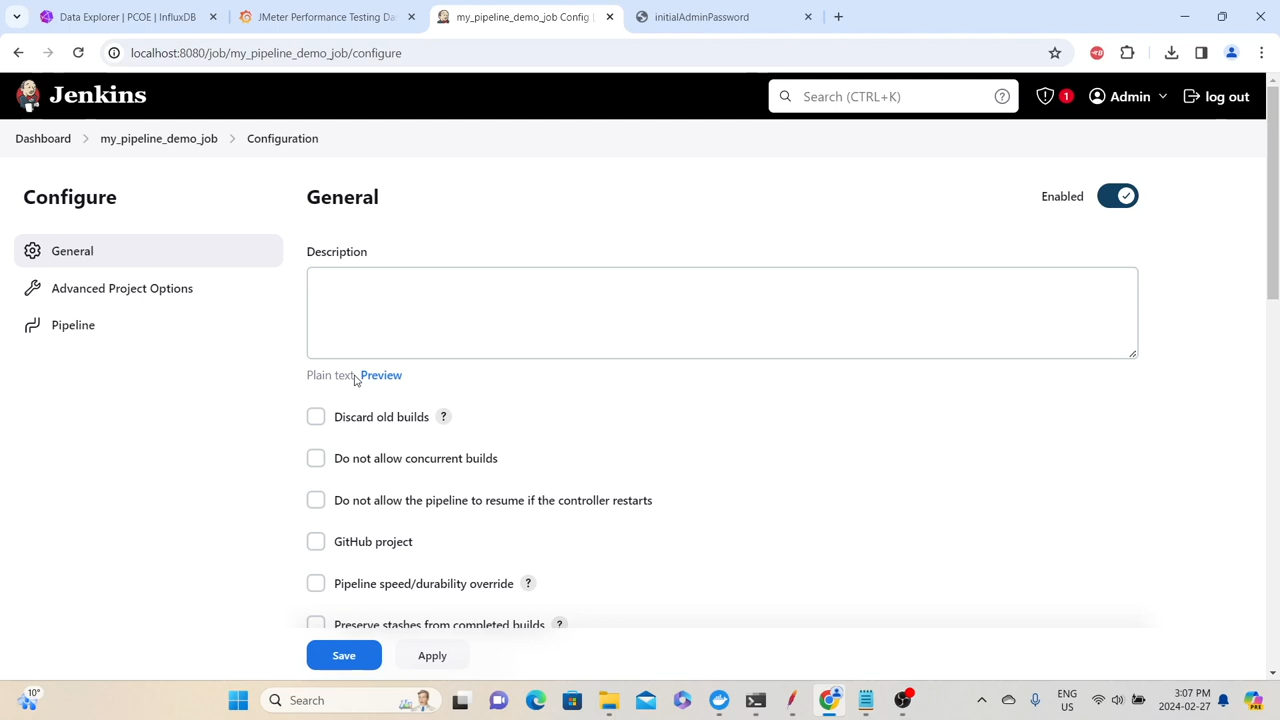 Data Explorer | PCOE | InfluxDB
JMeter Performance Testing Da
my_pipeline_demo_job Config
initialAdminPassword
localhost:8080/job/my_pipeline_demo_job/configure
Jenkins
Search (CTRL+K)
?
1
Admin
log out
Dashboard
my_pipeline_demo_job
Configuration
Configure
General
Advanced Project Options
Pipeline
General
Enabled
Description
Plain text Preview
Discard old builds ?
Do not allow concurrent builds
Do not allow the pipeline to resume if the controller restarts
GitHub project
Pipeline speed/durability override ?
Preserve stashes from completed builds ?
Save
Apply
10°
Search
ENG
US
3:07 PM
2024-02-27